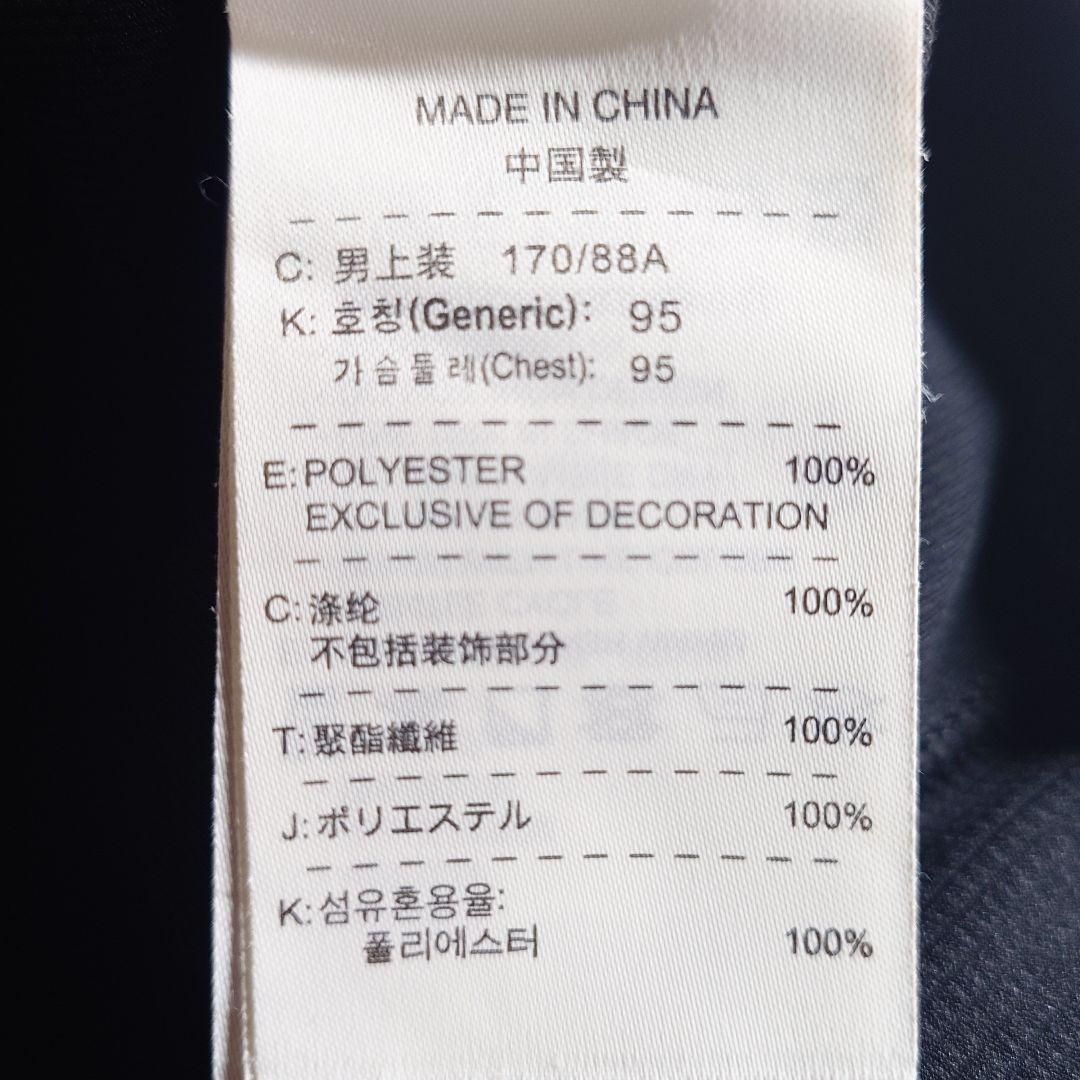 MADE IN CHINA
中国製
C: 男上装 170/88A
K: 호칭(Generic): 95
가슴둘레(Chest): 95
E: POLYESTER 100%
EXCLUSIVE OF DECORATION
C: 涤纶 100%
不包括装饰部分
T: 聚酯纖維 100%
J: ポリエステル 100%
K: 섬유혼용율:
폴리에스터 100%